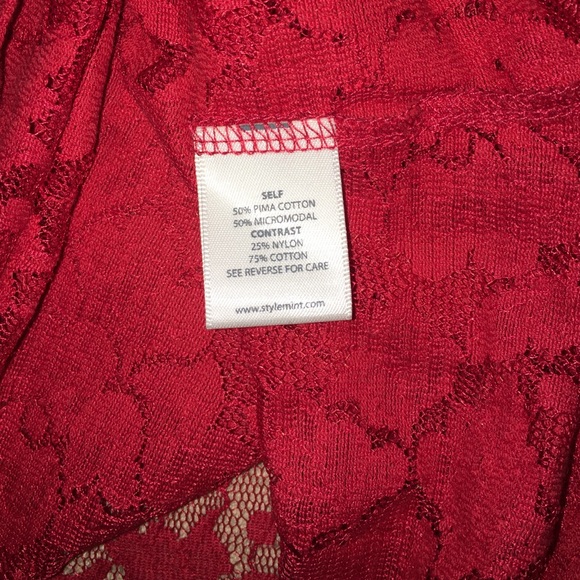 SELF
50% PIMA COTTON
50% MICROMODAL
CONTRAST
25% NYLON
75% COTTON
SEE REVERSE FOR CARE
www.stylemint.com